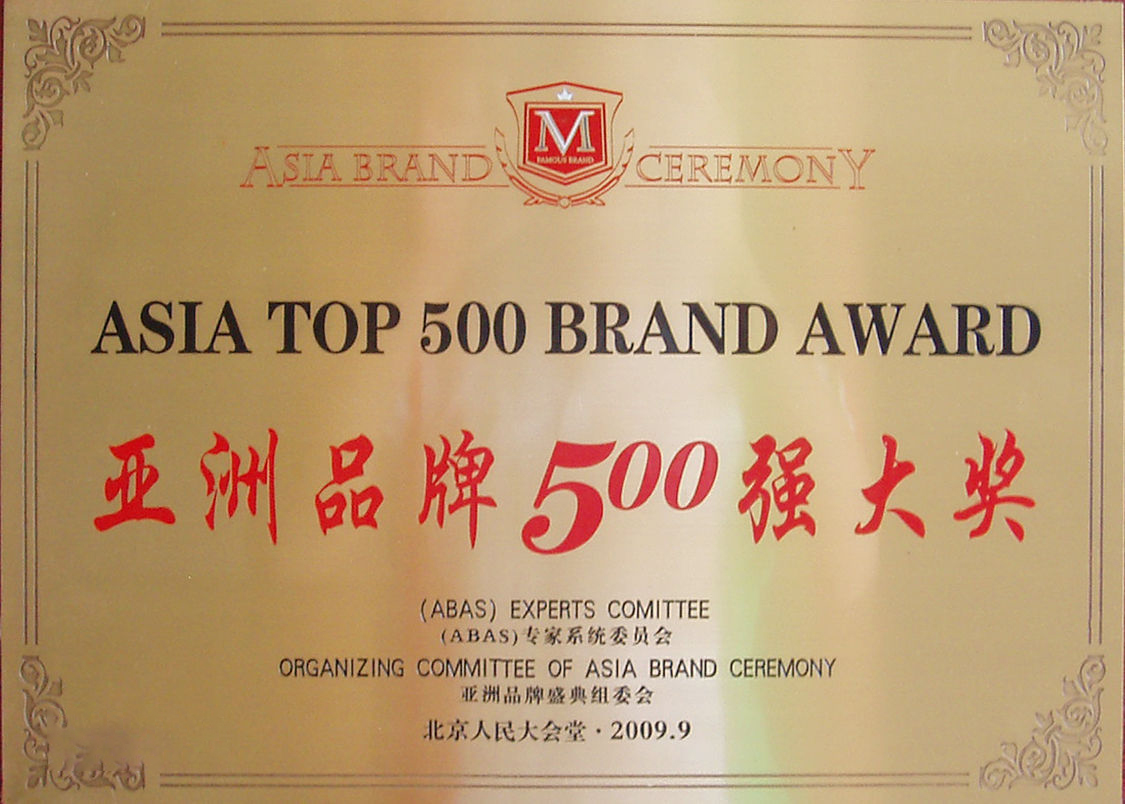 ASIA BRAND M FAMOUS BRAND CEREMONY
ASIA TOP 500 BRAND AWARD
亚洲品牌500强大奖
(ABAS) EXPERTS COMITTEE
(ABAS)专家系统委员会
ORGANIZING COMMITTEE OF ASIA BRAND CEREMONY
亚洲品牌盛典组委会
北京人民大会堂·2009.9